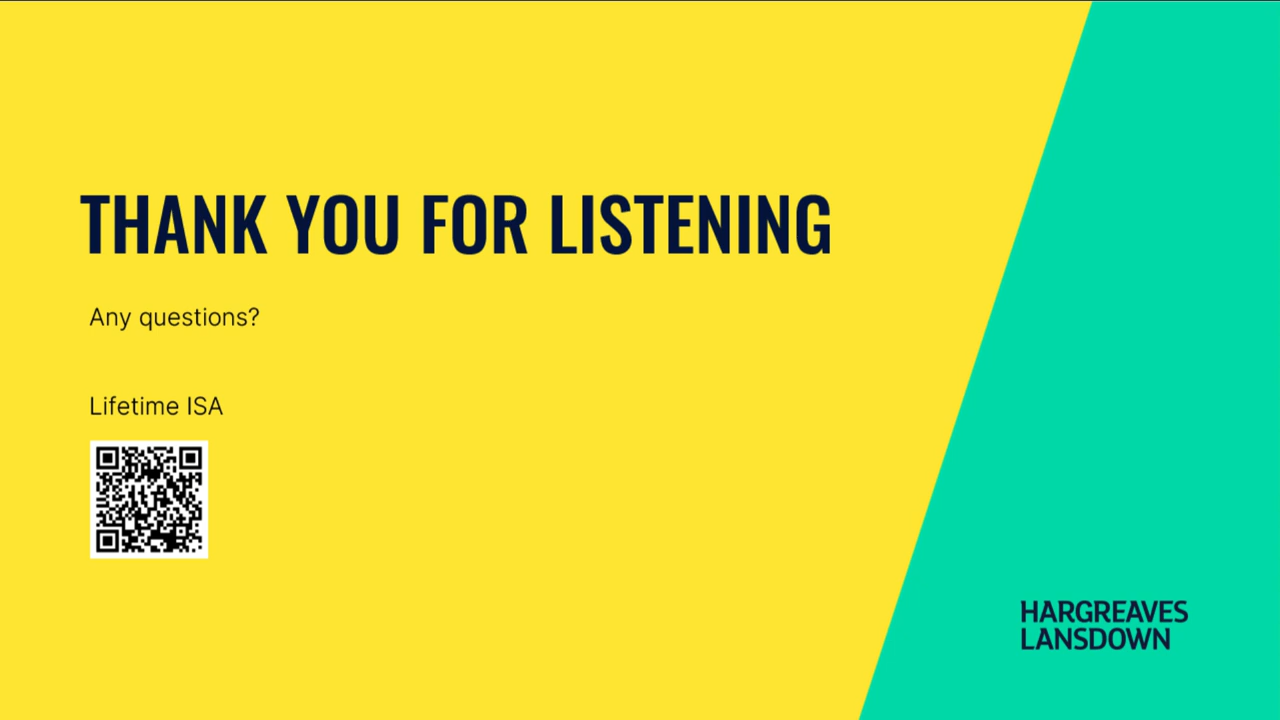 THANK YOU FOR LISTENING
Any questions?
Lifetime ISA
HARGREAVES
LANSDOWN